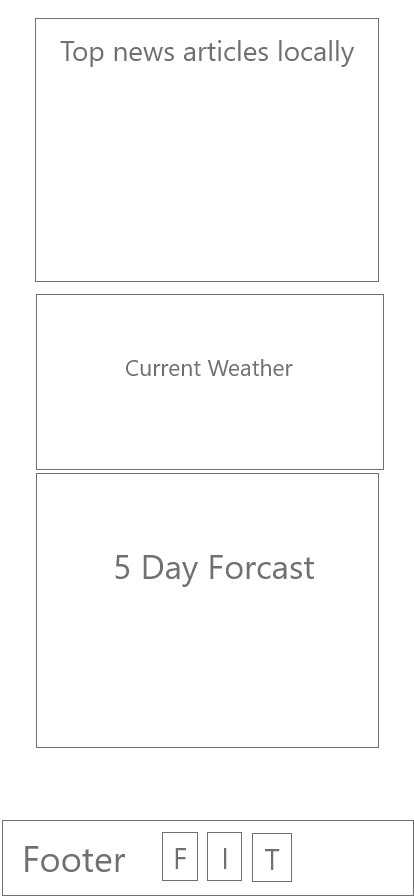 Top news articles locally
Current Weather
5 Day Forcast
Footer F I T